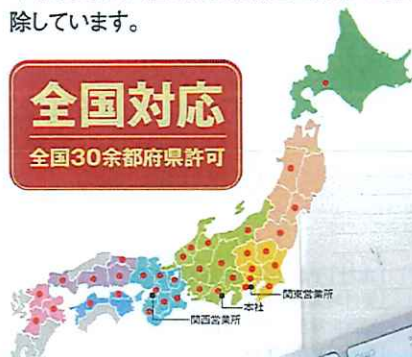 除しています。
全国対応
全国30余都府県許可
関東営業所
本社
関西営業所